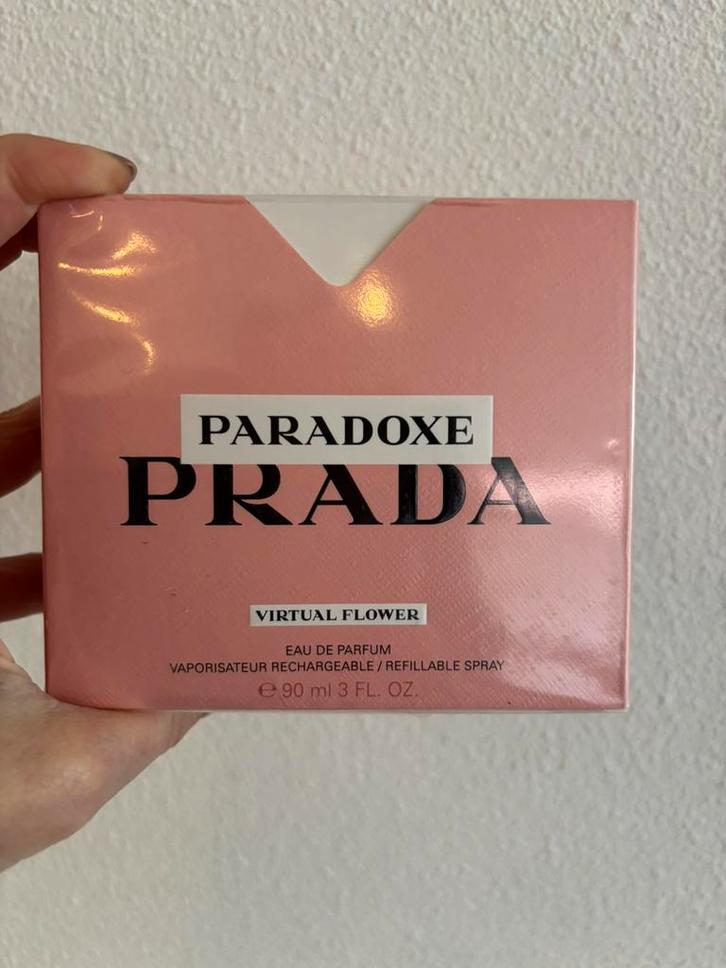 PARADOXE
PRADA
VIRTUAL FLOWER
EAU DE PARFUM
VAPORISATEUR RECHARGEABLE / REFILLABLE SPRAY
℮ 90 ml 3 FL. OZ.